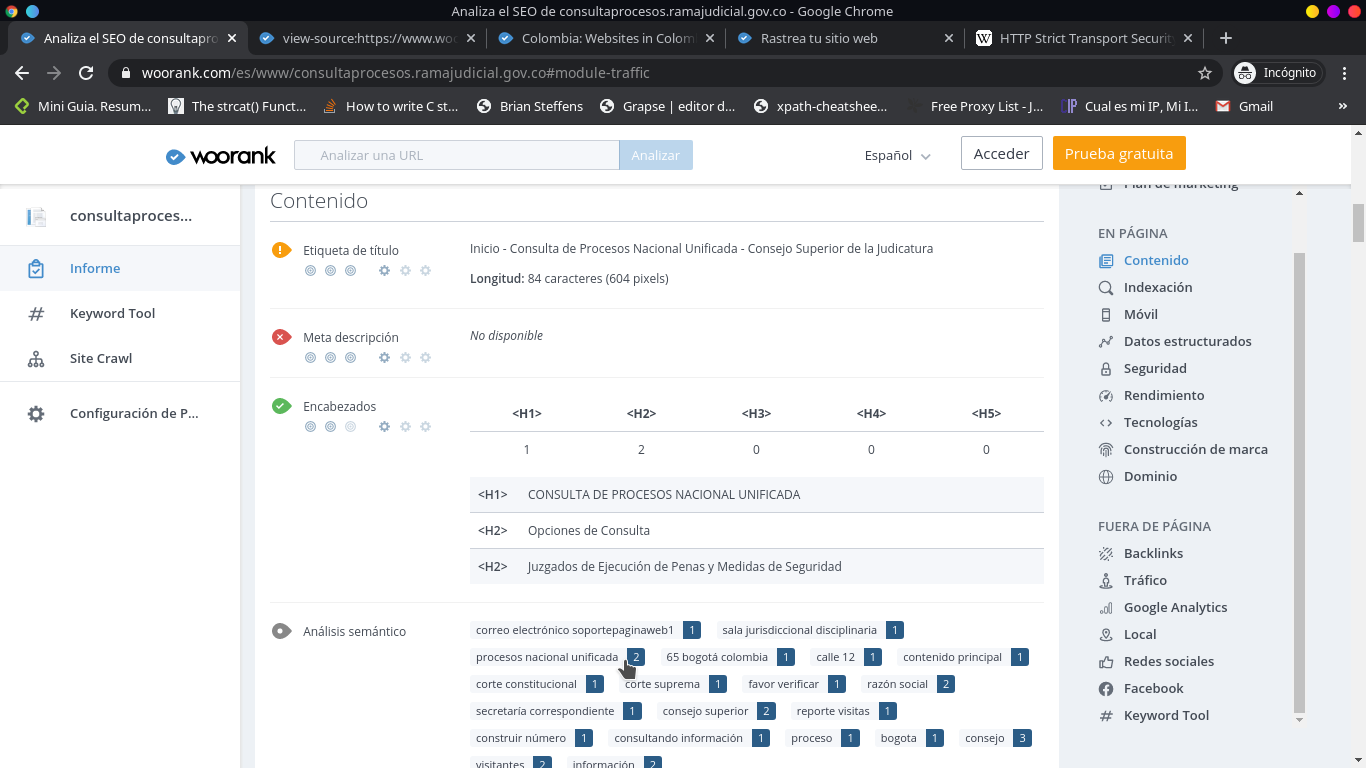 Analiza el SEO de consultaprocesos.ramajudicial.gov.co - Google Chrome
Analiza el SEO de consultapro
view-source:https://www.wo
Colombia: Websites in Colom
Rastrea tu sitio web
W HTTP Strict Transport Securit
woorank.com/es/www/consultaprocesos.ramajudicial.gov.co#module-traffic
Incógnito
Mini Guia. Resum...
The strcat() Funct...
How to write C st...
Brian Steffens
Grapse | editor d...
xpath-cheatshee...
Free Proxy List - J...
Cual es mi IP, Mi I...
Gmail
»
woorank
Analizar una URL
Analizar
Español
Acceder
Prueba gratuita
consultaproces...
Informe
Keyword Tool
Site Crawl
Configuración de P...
Contenido
Etiqueta de título
Inicio - Consulta de Procesos Nacional Unificada - Consejo Superior de la Judicatura
Longitud: 84 caracteres (604 pixels)
Meta descripción
No disponible
Encabezados
<H1> <H2> <H3> <H4> <H5>
1 2 0 0 0
<H1> CONSULTA DE PROCESOS NACIONAL UNIFICADA
<H2> Opciones de Consulta
<H2> Juzgados de Ejecución de Penas y Medidas de Seguridad
Análisis semántico
correo electrónico soportepaginaweb1 1 sala jurisdiccional disciplinaria 1
procesos nacional unificada 2 65 bogotá colombia 1 calle 12 1 contenido principal 1
corte constitucional 1 corte suprema 1 favor verificar 1 razón social 2
secretaría correspondiente 1 consejo superior 2 reporte visitas 1
construir número 1 consultando información 1 proceso 1 bogota 1 consejo 3
visitantes 2 información 2
Plan de marketing
EN PÁGINA
Contenido
Indexación
Móvil
Datos estructurados
Seguridad
Rendimiento
Tecnologías
Construcción de marca
Dominio
FUERA DE PÁGINA
Backlinks
Tráfico
Google Analytics
Local
Redes sociales
Facebook
Keyword Tool